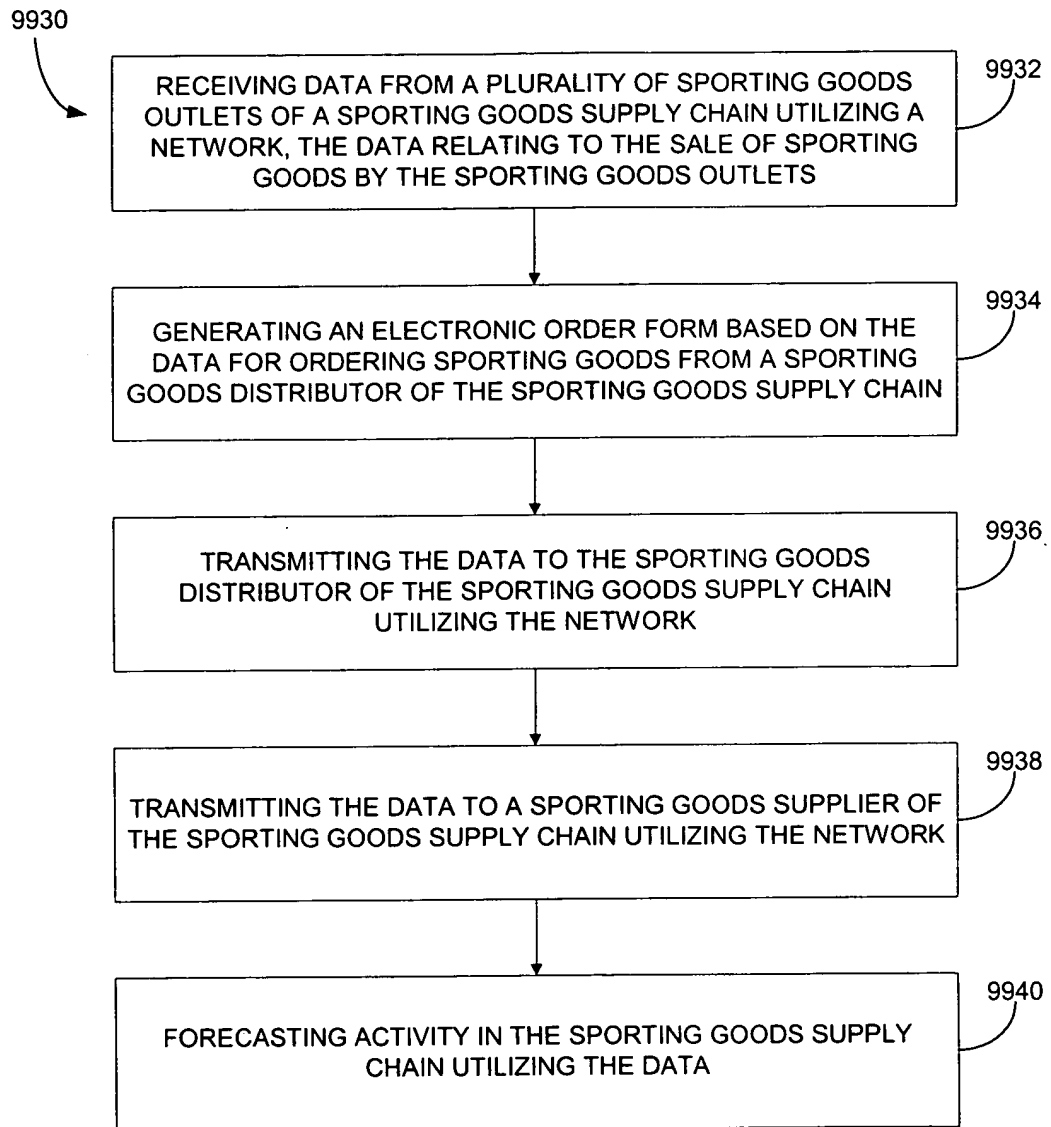 9930
RECEIVING DATA FROM A PLURALITY OF SPORTING GOODS
OUTLETS OF A SPORTING GOODS SUPPLY CHAIN UTILIZING A
NETWORK, THE DATA RELATING TO THE SALE OF SPORTING
GOODS BY THE SPORTING GOODS OUTLETS
9932
GENERATING AN ELECTRONIC ORDER FORM BASED ON THE
DATA FOR ORDERING SPORTING GOODS FROM A SPORTING
GOODS DISTRIBUTOR OF THE SPORTING GOODS SUPPLY CHAIN
9934
TRANSMITTING THE DATA TO THE SPORTING GOODS
DISTRIBUTOR OF THE SPORTING GOODS SUPPLY CHAIN
UTILIZING THE NETWORK
9936
TRANSMITTING THE DATA TO A SPORTING GOODS SUPPLIER OF
THE SPORTING GOODS SUPPLY CHAIN UTILIZING THE NETWORK
9938
FORECASTING ACTIVITY IN THE SPORTING GOODS SUPPLY
CHAIN UTILIZING THE DATA
9940